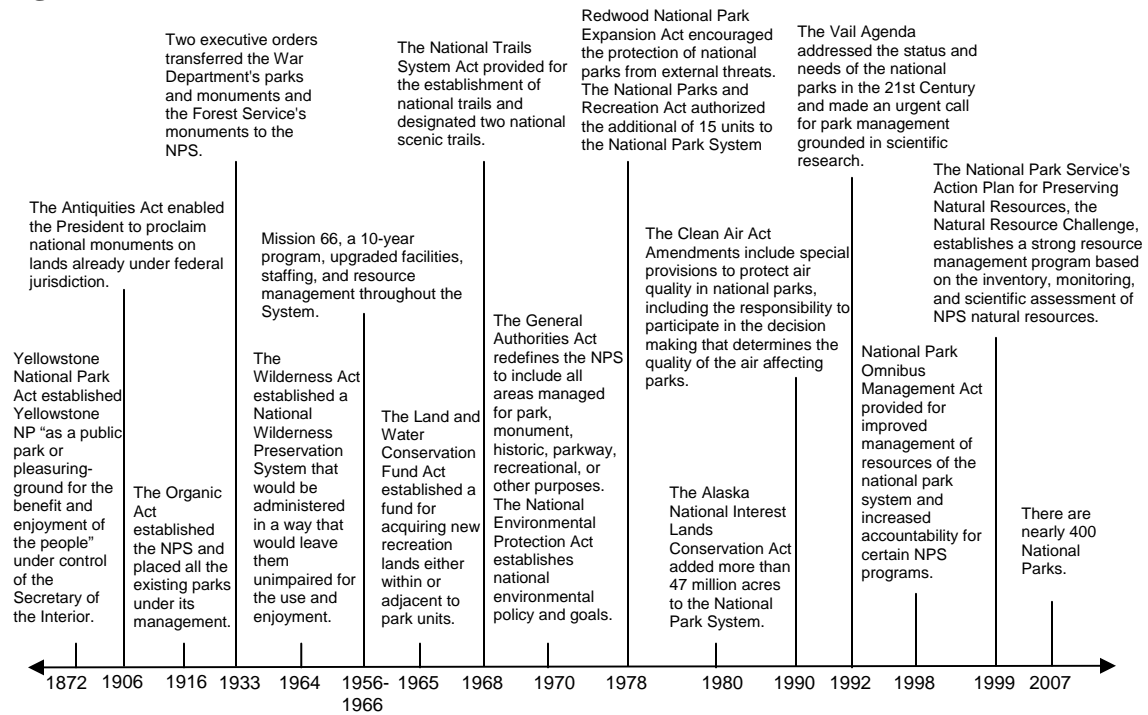 Two executive orders
transferred the War
Department's parks
and monuments and
the Forest Service's
monuments to the
NPS.
The National Trails
System Act provided for
the establishment of
national trails and
designated two national
scenic trails.
Redwood National Park
Expansion Act encouraged
the protection of national
parks from external threats.
The National Parks and
Recreation Act authorized
the additional of 15 units to
the National Park System
The Vail Agenda
addressed the status and
needs of the national
parks in the 21st Century
and made an urgent call
for park management
grounded in scientific
research.
The National Park Service's
Action Plan for Preserving
Natural Resources, the
Natural Resource Challenge,
establishes a strong resource
management program based
on the inventory, monitoring,
and scientific assessment of
NPS natural resources.
The Antiquities Act enabled
the President to proclaim
national monuments on
lands already under federal
jurisdiction.
Mission 66, a 10-year
program, upgraded facilities,
staffing, and resource
management throughout the
System.
The Clean Air Act
Amendments include special
provisions to protect air
quality in national parks,
including the responsibility to
participate in the decision
making that determines the
quality of the air affecting
parks.
Yellowstone
National Park
Act established
Yellowstone
NP “as a public
park or
pleasuring-
ground for the
benefit and
enjoyment of
the people”
under control
of the
Secretary of
the Interior.
The Organic
Act
established
the NPS and
placed all the
existing parks
under its
management.
The
Wilderness Act
established a
National
Wilderness
Preservation
System that
would be
administered
in a way that
would leave
them
unimpaired for
the use and
enjoyment.
The Land and
Water
Conservation
Fund Act
established a
fund for
acquiring new
recreation
lands either
within or
adjacent to
park units.
The General
Authorities Act
redefines the NPS
to include all
areas managed
for park,
monument,
historic, parkway,
recreational, or
other purposes.
The National
Environmental
Protection Act
establishes
national
environmental
policy and goals.
The Alaska
National Interest
Lands
Conservation Act
added more than
47 million acres
to the National
Park System.
National Park
Omnibus
Management Act
provided for
improved
management of
resources of the
national park
system and
increased
accountability for
certain NPS
programs.
There are
nearly 400
National
Parks.
1872 1906 1916 1933 1964 1956- 1965 1968 1970 1978 1980 1990 1992 1998 1999 2007
1966